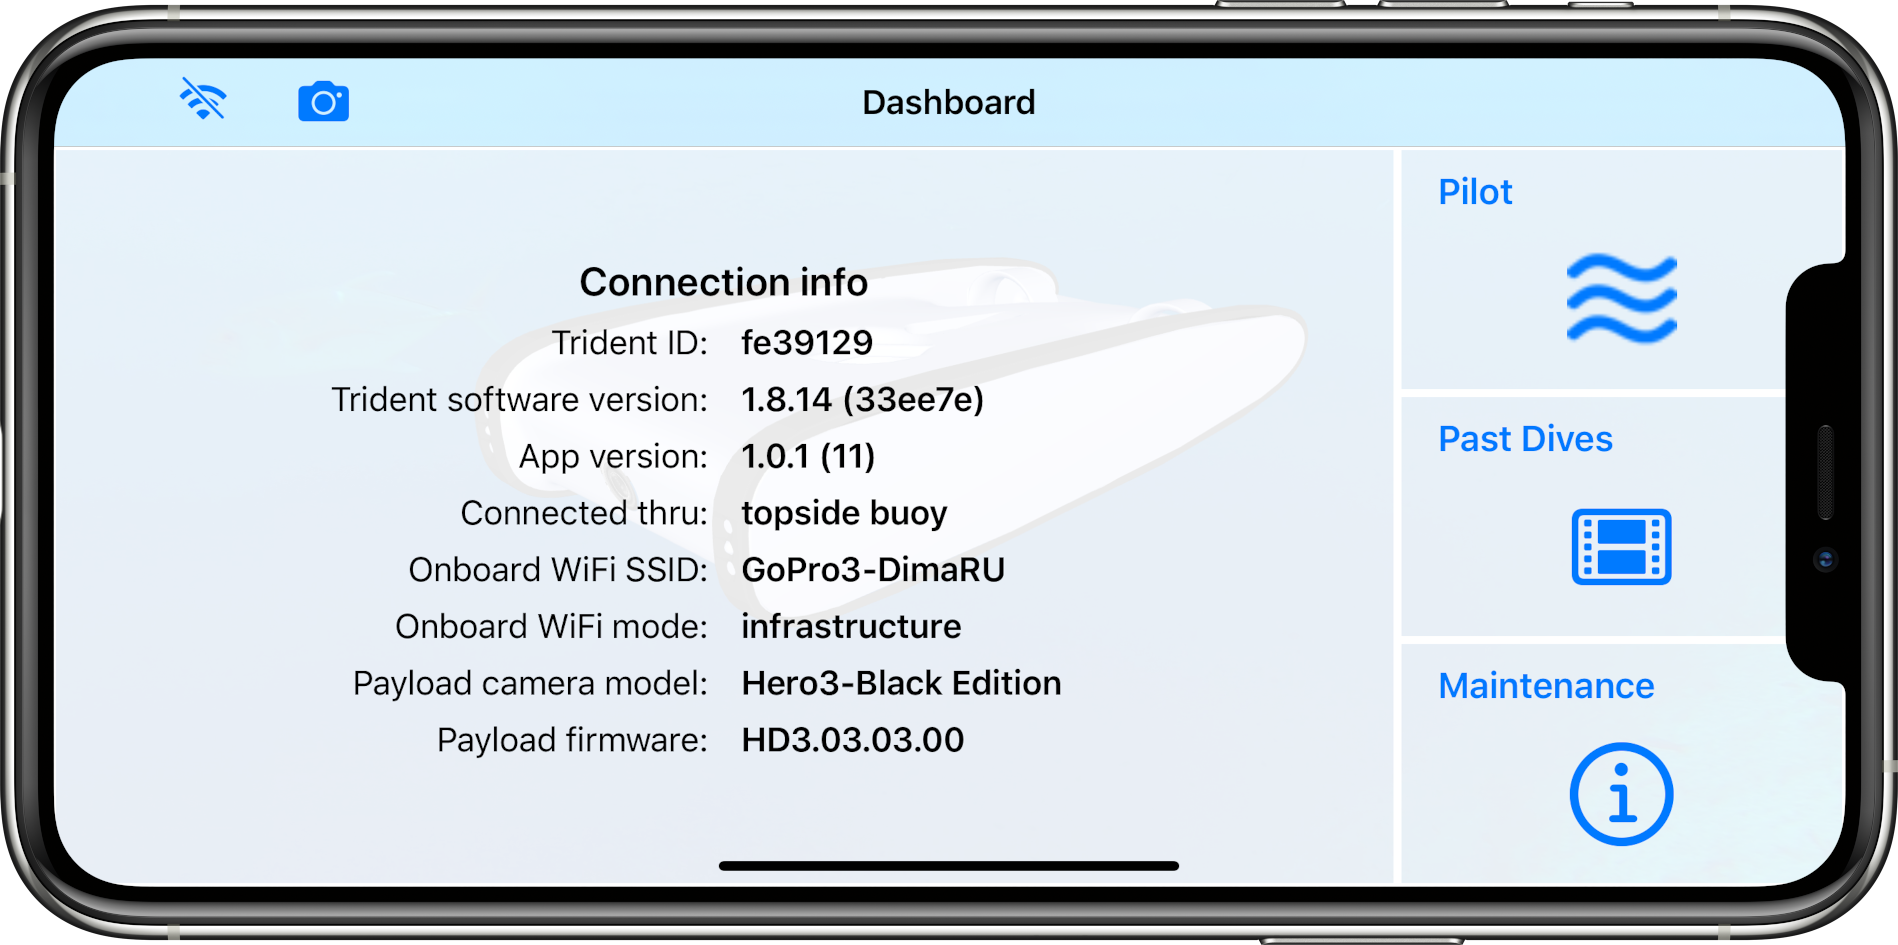 Dashboard
Connection info
Trident ID: fe39129
Trident software version: 1.8.14 (33ee7e)
App version: 1.0.1 (11)
Connected thru: topside buoy
Onboard WiFi SSID: GoPro3-DimaRU
Onboard WiFi mode: infrastructure
Payload camera model: Hero3-Black Edition
Payload firmware: HD3.03.03.00
Pilot
Past Dives
Maintenance